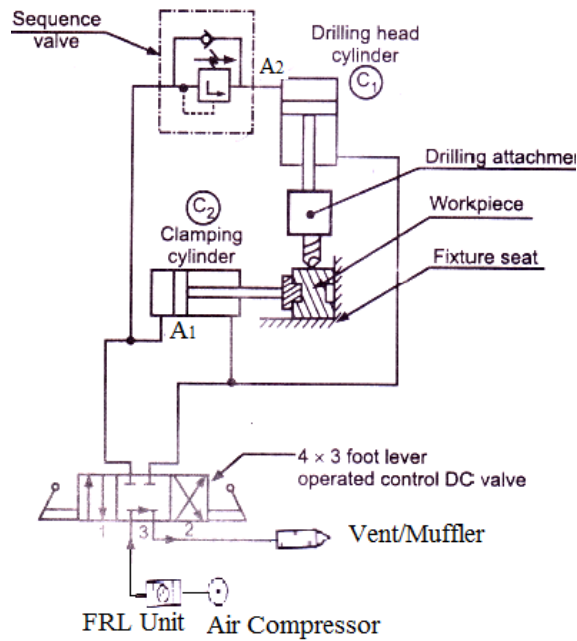 Sequence
valve
A2
Drilling head
cylinder
C1
Drilling attachmen
Workpiece
Fixture seat
C2
Clamping
cylinder
A1
4 × 3 foot lever
operated control DC valve
1
3
2
Vent/Muffler
FRL Unit
Air Compressor